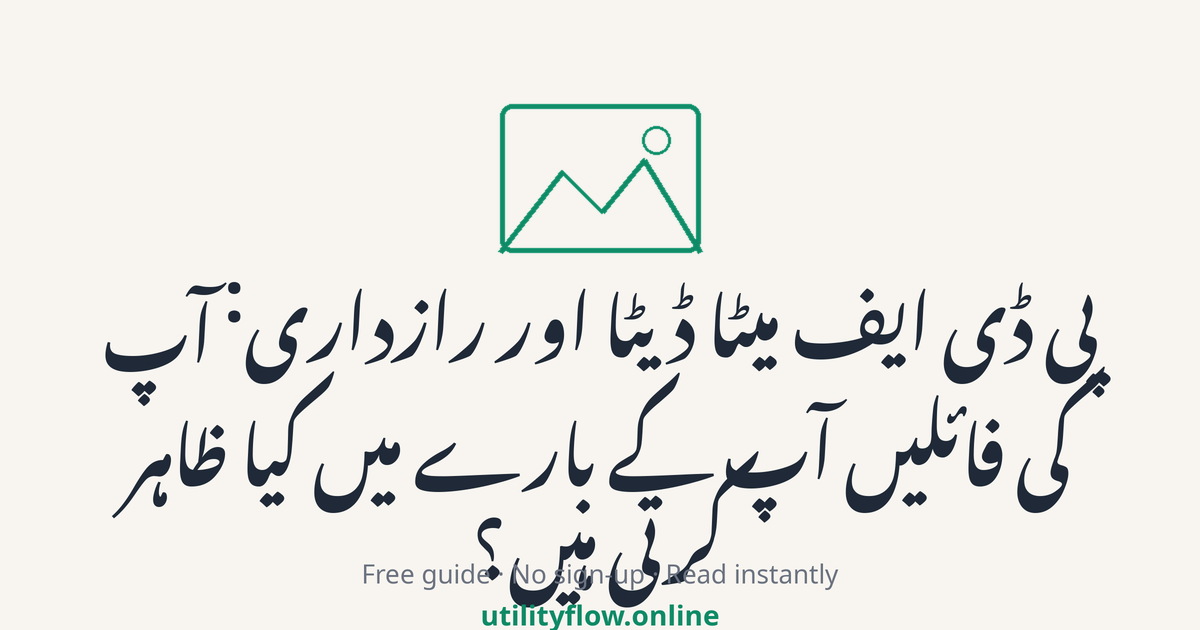 پی ڈی ایف میٹا ڈیٹا اور رازداری: آپ
کی فائلیں آپ کے بارے میں کیا ظاہر
کرتی ہیں؟
Free guide · No sign-up · Read instantly
utilityflow.online